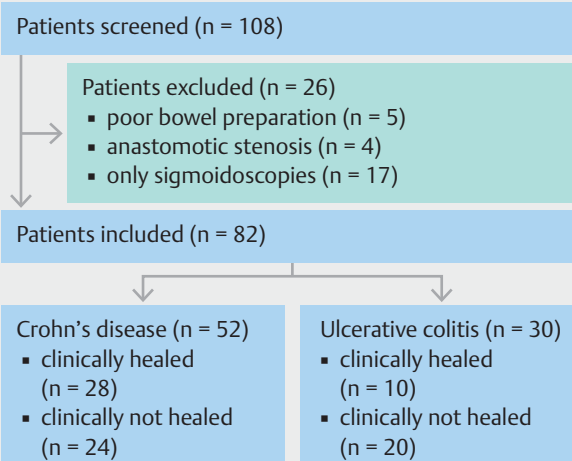 Patients screened (n = 108)
Patients excluded (n = 26)
▪ poor bowel preparation (n = 5)
▪ anastomotic stenosis (n = 4)
▪ only sigmoidoscopies (n = 17)
Patients included (n = 82)
Crohn’s disease (n = 52)
▪ clinically healed
(n = 28)
▪ clinically not healed
(n = 24)
Ulcerative colitis (n = 30)
▪ clinically healed
(n = 10)
▪ clinically not healed
(n = 20)